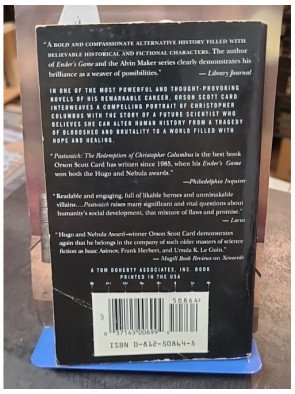 "A BOLD AND COMPASSIONATE ALTERNATIVE HISTORY FILLED WITH
BELIEVABLE HISTORICAL AND FICTIONAL CHARACTERS. The author
of Ender's Game and the Alvin Maker series clearly demonstrates his
brilliance as a weaver of possibilities." — Library Journal
IN ONE OF THE MOST POWERFUL AND THOUGHT-PROVOKING
NOVELS OF HIS REMARKABLE CAREER, ORSON SCOTT CARD
INTERWEAVES A COMPELLING PORTRAIT OF CHRISTOPHER
COLUMBUS WITH THE STORY OF A FUTURE SCIENTIST WHO
BELIEVES SHE CAN ALTER HUMAN HISTORY FROM A TRAGEDY
OF BLOODSHED AND BRUTALITY TO A WORLD FILLED WITH
HOPE AND HEALING.
"Pastwatch: The Redemption of Christopher Columbus is the best book
Orson Scott Card has written since 1985, when his Ender's Game
won both the Hugo and Nebula awards."
—Philadelphia Inquirer
"Readable and engaging, full of likable heroes and unmistakable
villains....Pastwatch raises many significant and vital questions about
humanity's social development, that mixture of flaws and promise."
— Locus
"Hugo and Nebula Award–winner Orson Scott Card demonstrates
again that he belongs in the company of such older masters of science
fiction as Isaac Asimov, Frank Herbert, and Ursula K. Le Guin."
— Magill Book Reviews on Xenocide
A TOM DOHERTY ASSOCIATES, INC. BOOK
PRINTED IN THE USA
50864
ISBN 0-812-50864-5